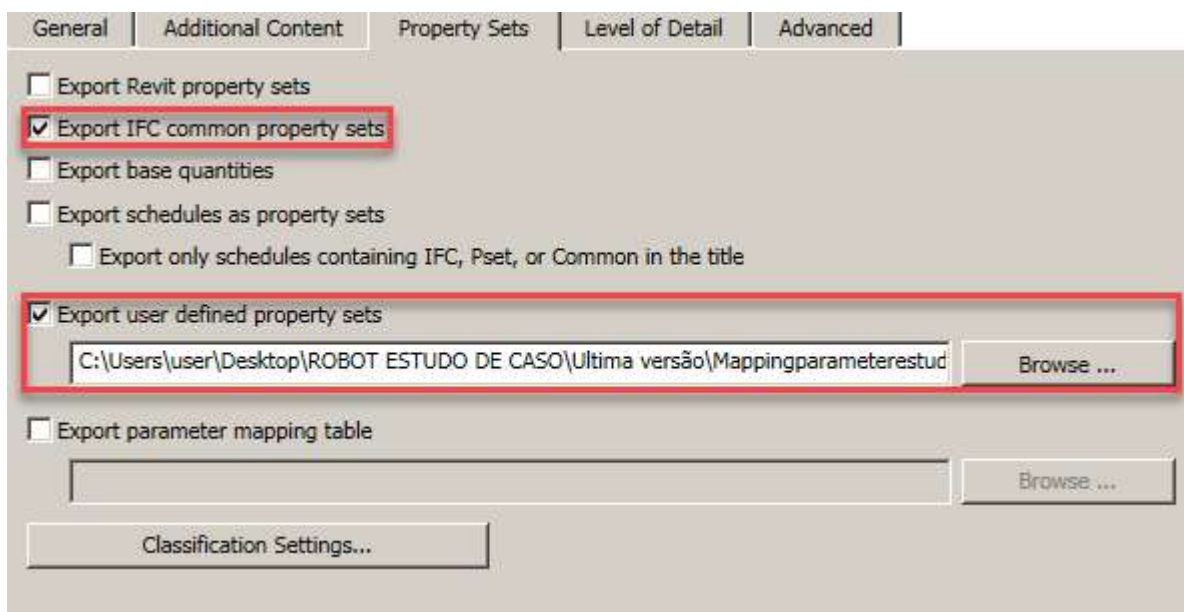 General Additional Content Property Sets Level of Detail Advanced
Export Revit property sets
Export IFC common property sets
Export base quantities
Export schedules as property sets
Export only schedules containing IFC, Pset, or Common in the title
Export user defined property sets
C:\Users\user\Desktop\ROBOT ESTUDO DE CASO\Ultima versão\Mappingparameterestud Browse ...
Export parameter mapping table
Browse ...
Classification Settings...